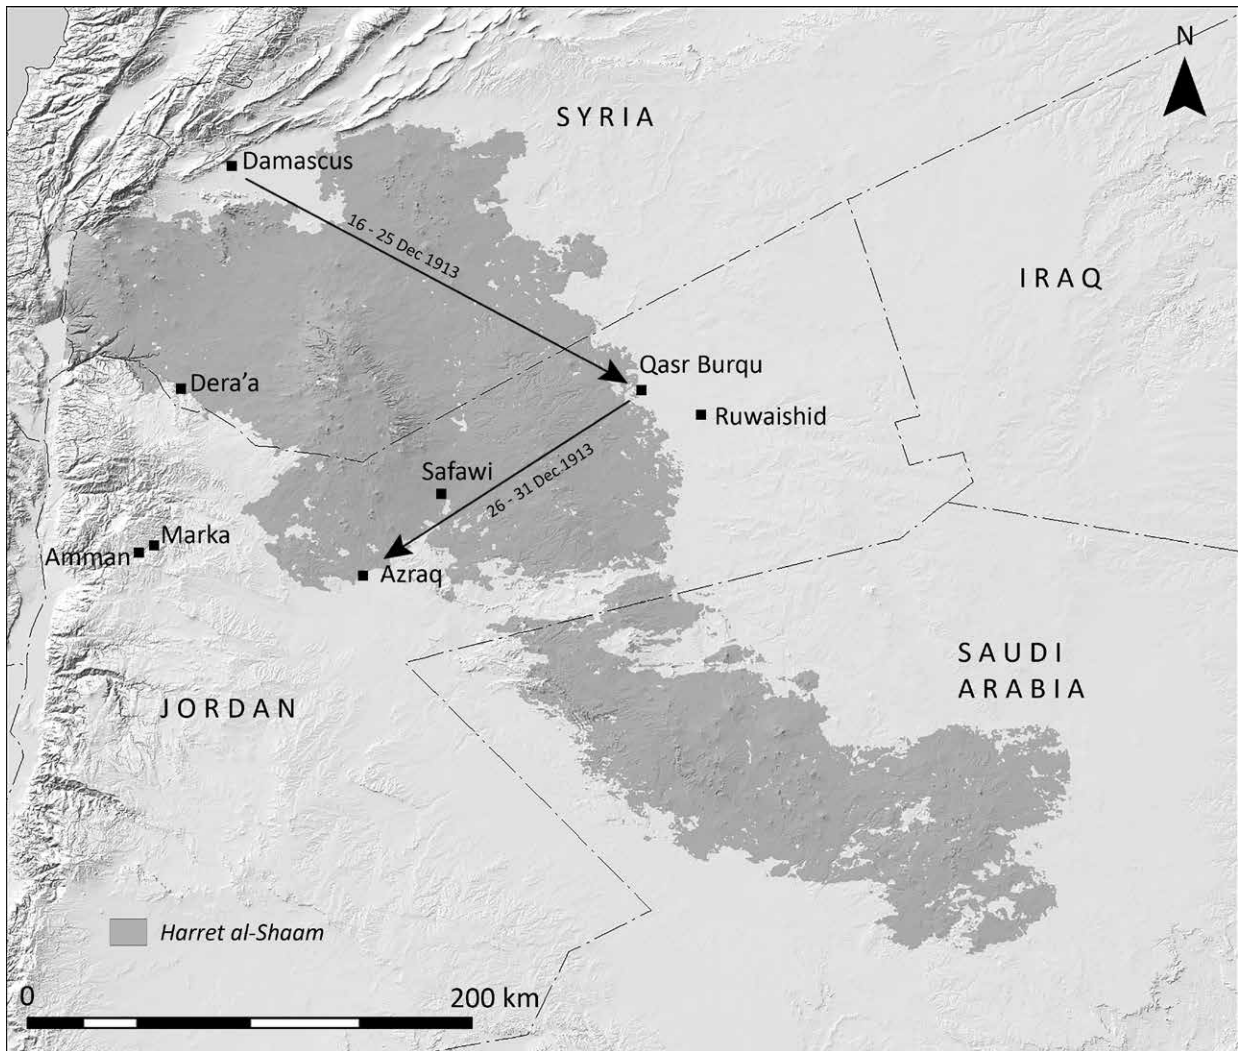 N
SYRIA
Damascus
16 - 25 Dec 1913
IRAQ
Qasr Burqu
Dera'a
Ruwaishid
Safawi
26 - 31 Dec 1913
Marka
Amman
Azraq
SAUDI
ARABIA
JORDAN
Harret al-Shaam
0
200 km